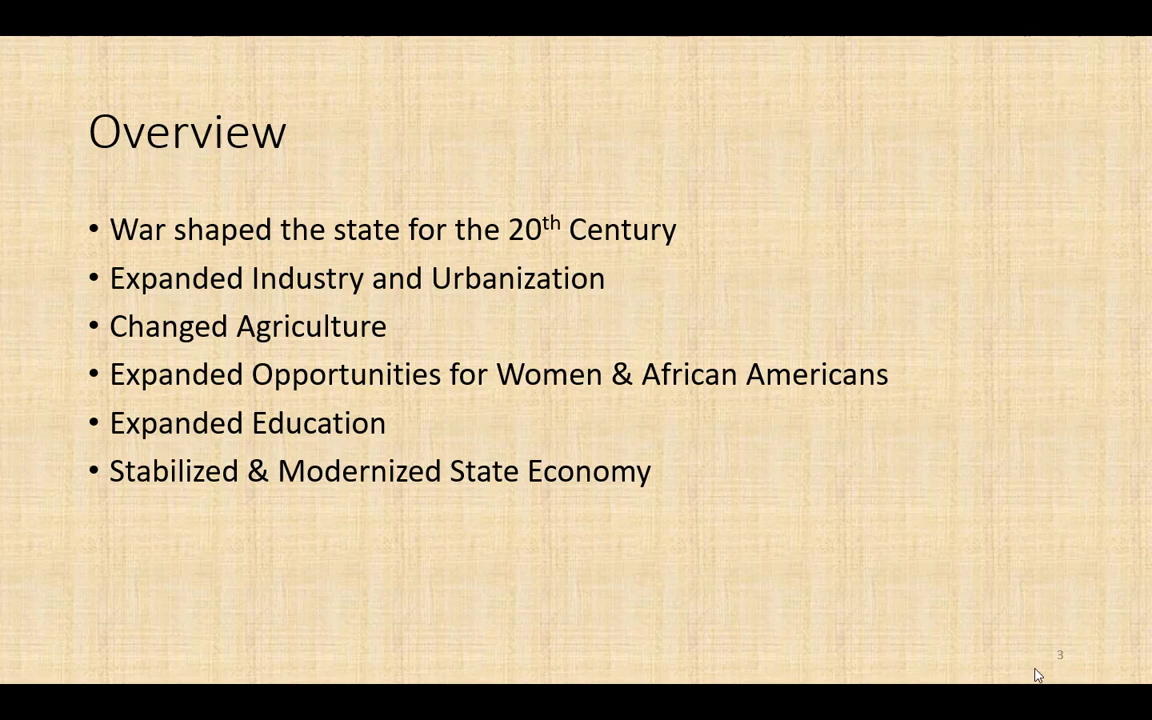 Overview
• War shaped the state for the 20th Century
• Expanded Industry and Urbanization
• Changed Agriculture
• Expanded Opportunities for Women & African Americans
• Expanded Education
• Stabilized & Modernized State Economy
3